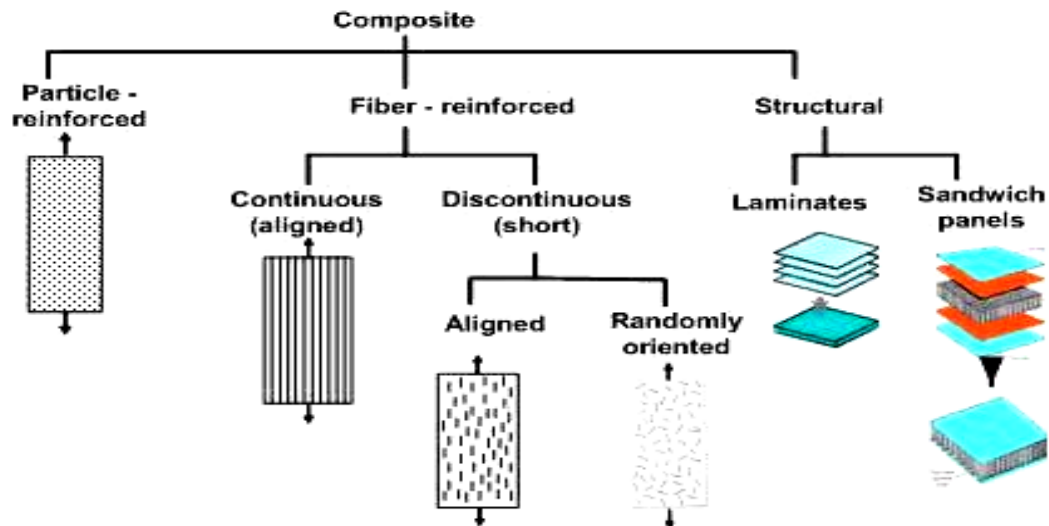 Composite
Particle -
reinforced
Fiber - reinforced
Structural
Continuous
(aligned)
Discontinuous
(short)
Laminates
Sandwich
panels
Aligned
Randomly
oriented